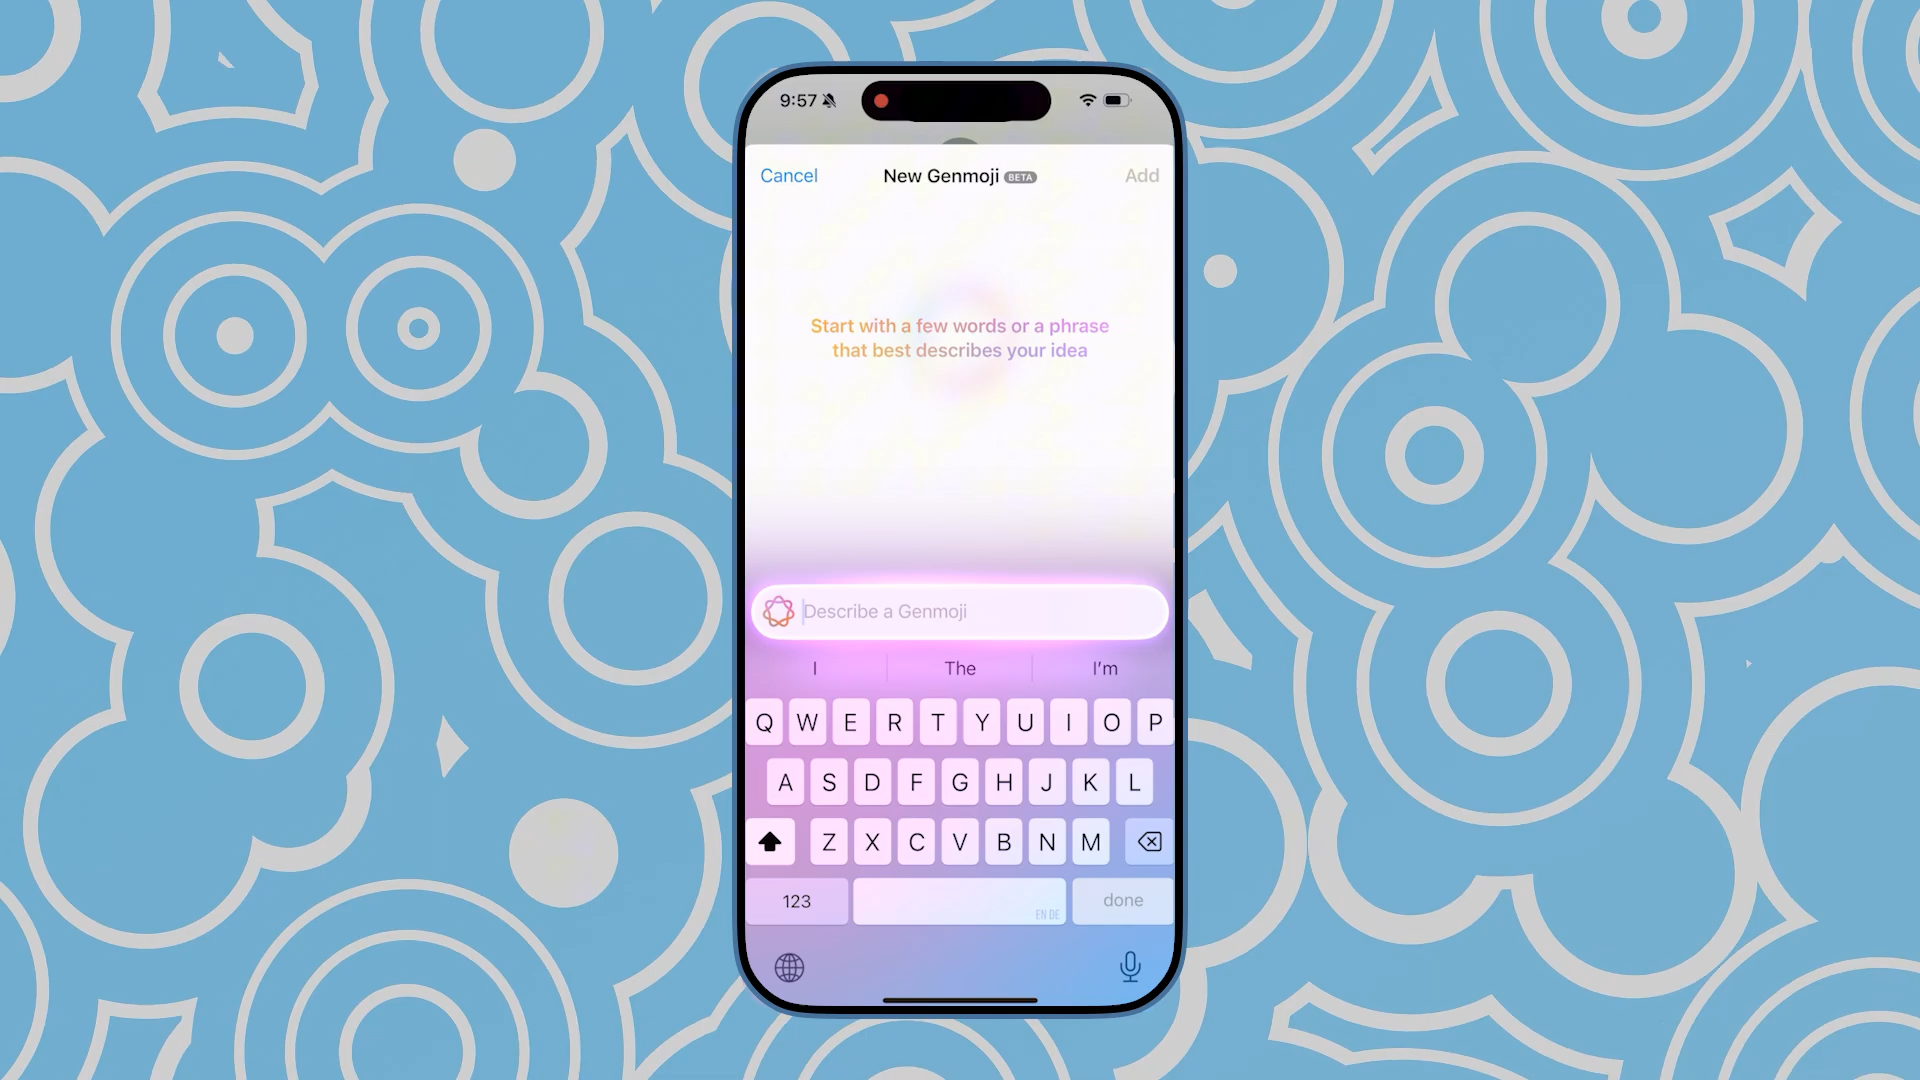 9:57
Cancel
New Genmoji BETA
Add
Start with a few words or a phrase
that best describes your idea
Describe a Genmoji
I The I'm
Q W E R T Y U I O P
A S D F G H J K L
Z X C V B N M
123
EN DE
done